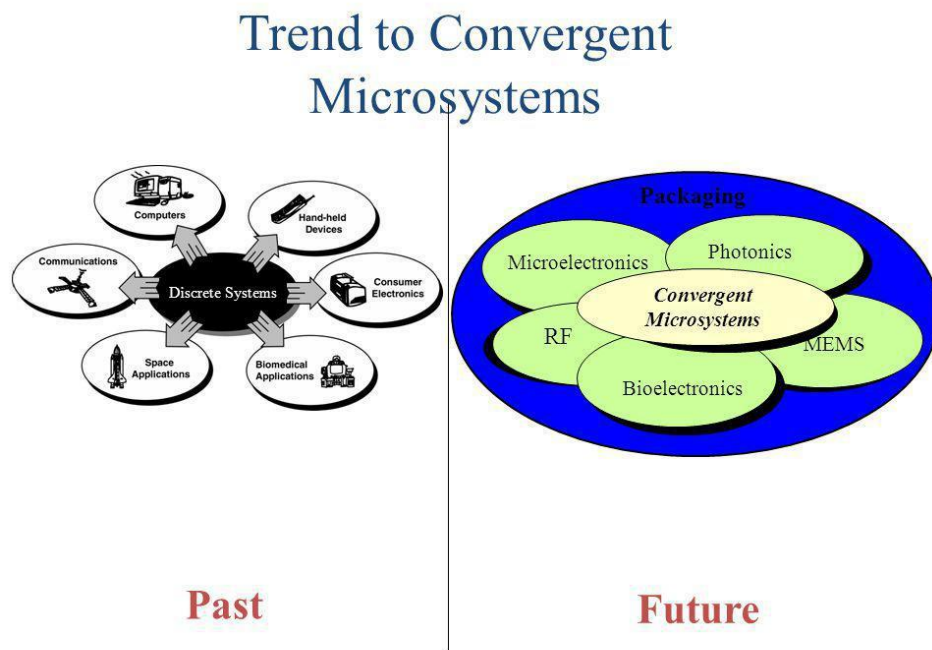 Trend to Convergent
Microsystems
Computers
Hand-held
Devices
Communications
Discrete Systems
Consumer
Electronics
Space
Applications
Biomedical
Applications
Past
Packaging
Microelectronics
Photonics
Convergent
Microsystems
RF
MEMS
Bioelectronics
Future